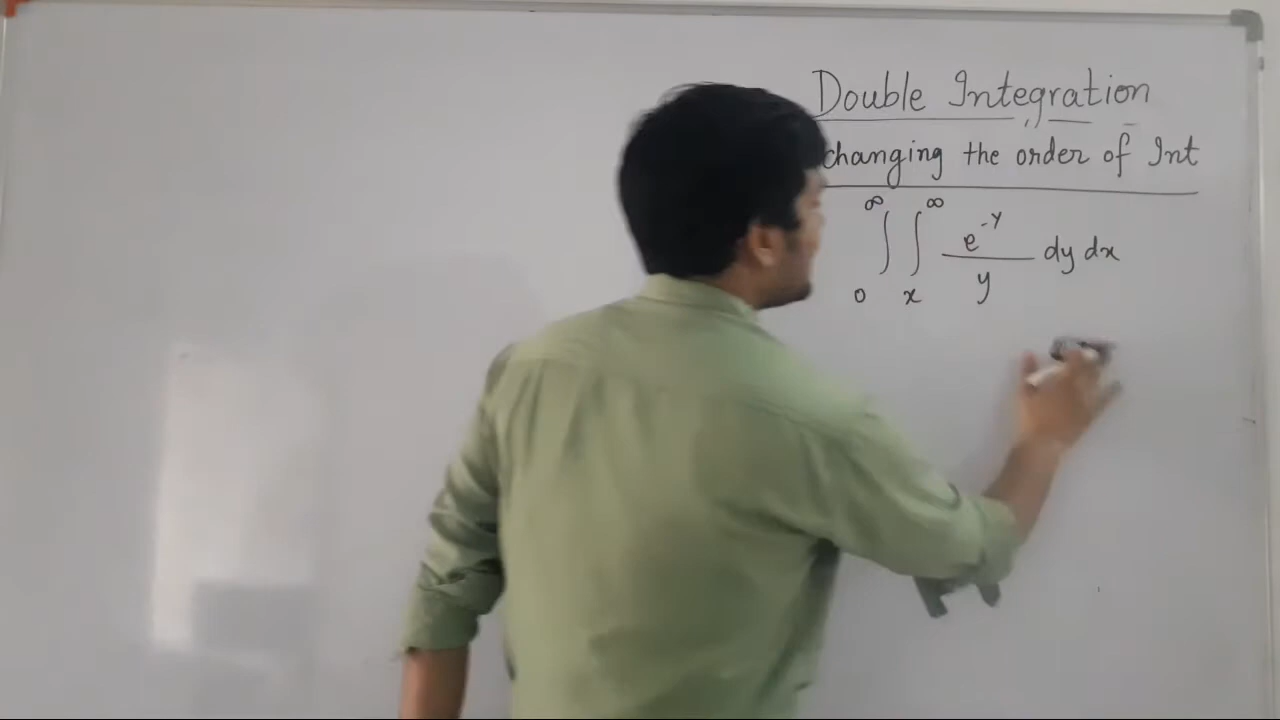 Double Integration
changing the order of Int
∞ ∞
∫ ∫ e^-y / y dy dx
0 x